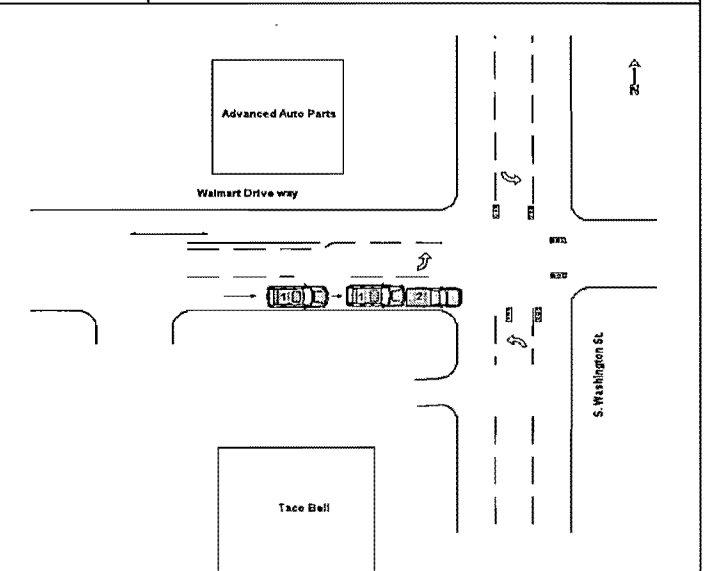 N
Advanced Auto Parts
Walmart Drive way
1
1
2
S. Washington St.
Taco Bell